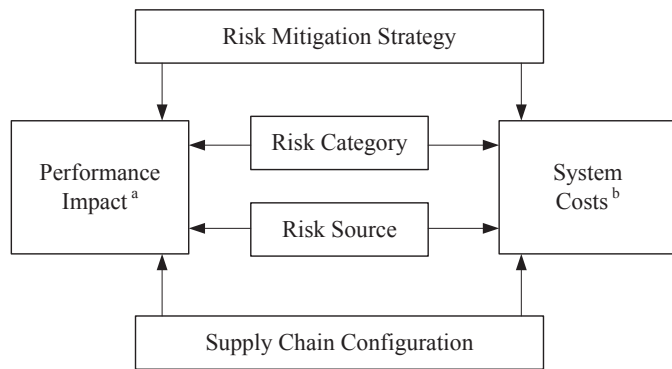 Risk Mitigation Strategy
Risk Category
Performance
Impact a
System
Costs b
Risk Source
Supply Chain Configuration